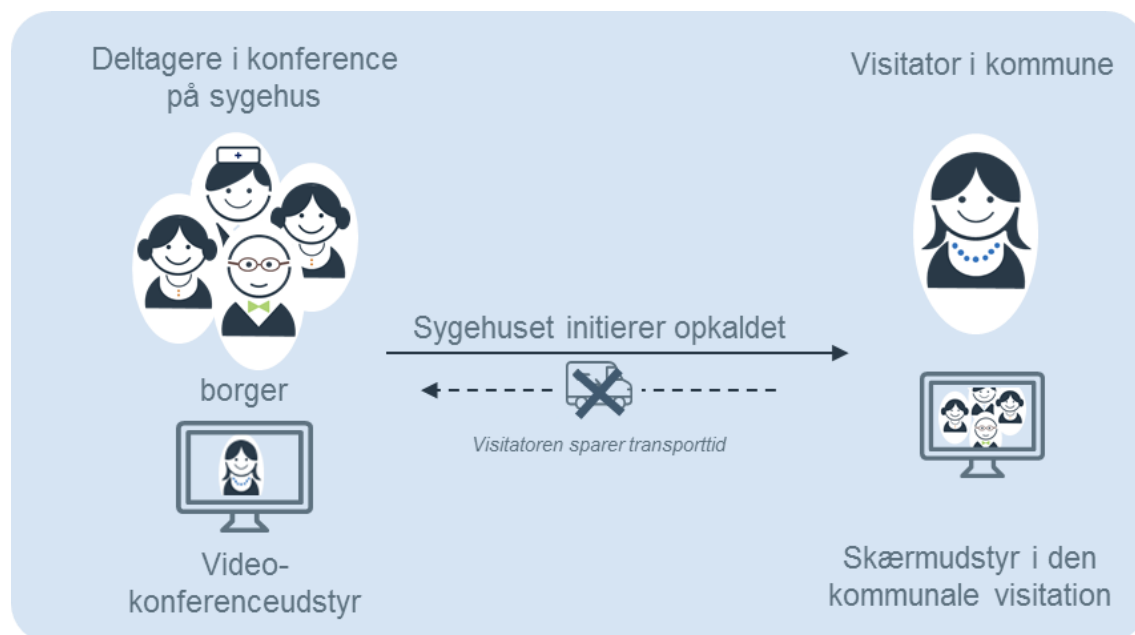 Deltagere i konference
på sygehus
Visitator i kommune
Sygehuset initierer opkaldet
borger
Visitatoren sparer transporttid
Video-
konferenceudstyr
Skærmudstyr i den
kommunale visitation